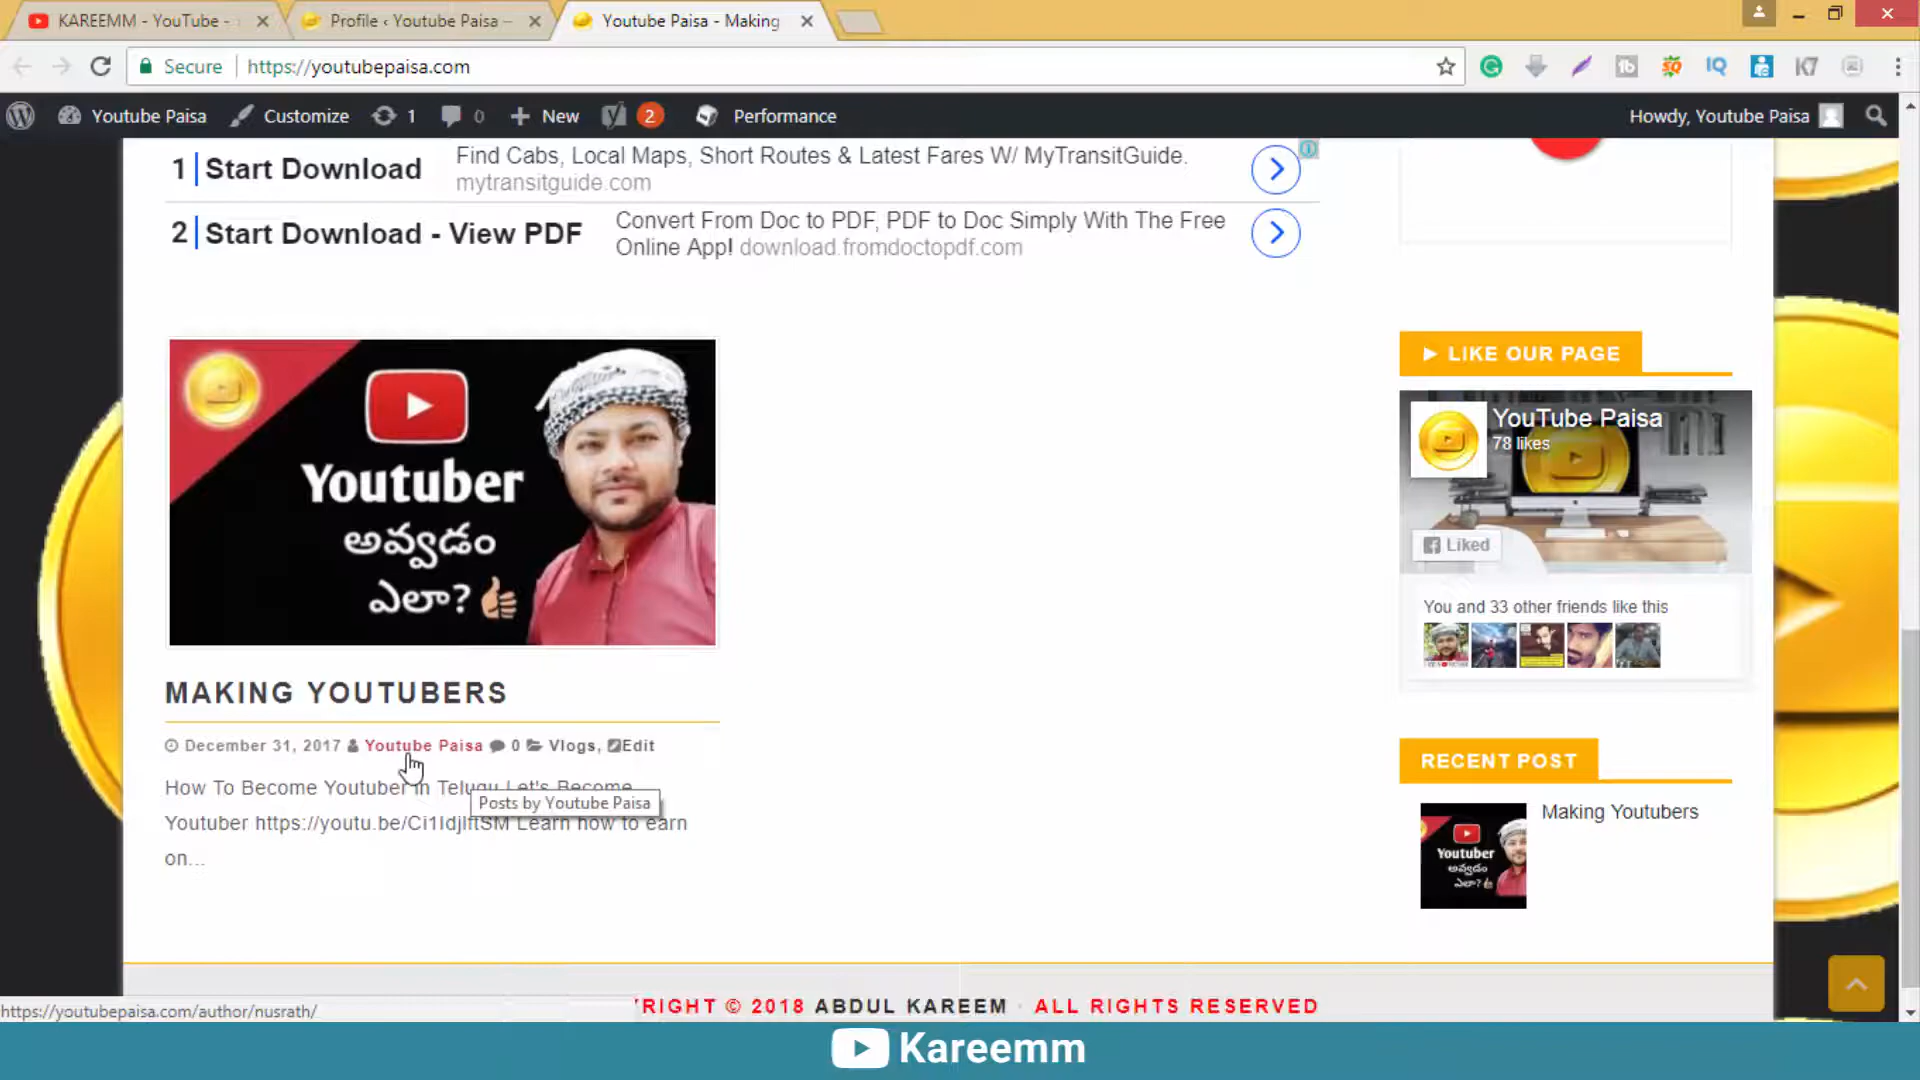 KAREEMM - YouTube -
Profile ‹ Youtube Paisa —
Youtube Paisa - Making
Secure
https://youtubepaisa.com
Youtube Paisa
Customize
1
0
New
2
Performance
Howdy, Youtube Paisa
1 Start Download
Find Cabs, Local Maps, Short Routes & Latest Fares W/ MyTransitGuide.
mytransitguide.com
2 Start Download - View PDF
Convert From Doc to PDF, PDF to Doc Simply With The Free
Online App! download.fromdoctopdf.com
Youtuber
అవ్వడం
ఎలా?
MAKING YOUTUBERS
December 31, 2017 Youtube Paisa 0 Vlogs, Edit
How To Become Youtuber in Telugu Let's Become
Posts by Youtube Paisa
Youtuber https://youtu.be/Ci1IdjlftSM Learn how to earn
on...
LIKE OUR PAGE
YouTube Paisa
78 likes
Liked
You and 33 other friends like this
RECENT POST
Youtuber
అవ్వడం
ఎలా?
Making Youtubers
https://youtubepaisa.com/author/nusrath/
RIGHT © 2018 ABDUL KAREEM · ALL RIGHTS RESERVED
Kareemm